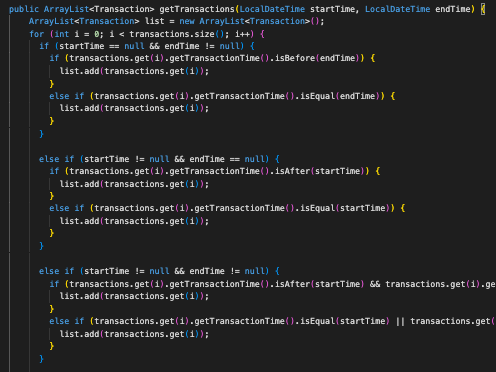 public ArrayList<Transaction> getTransactions(LocalDateTime startTime, LocalDateTime endTime) {
ArrayList<Transaction> list = new ArrayList<Transaction>();
for (int i = 0; i < transactions.size(); i++) {
if (startTime == null && endTime != null) {
if (transactions.get(i).getTransactionTime().isBefore(endTime)) {
list.add(transactions.get(i));
}
else if (transactions.get(i).getTransactionTime().isEqual(endTime)) {
list.add(transactions.get(i));
}
}
else if (startTime != null && endTime == null) {
if (transactions.get(i).getTransactionTime().isAfter(startTime)) {
list.add(transactions.get(i));
}
else if (transactions.get(i).getTransactionTime().isEqual(startTime)) {
list.add(transactions.get(i));
}
}
else if (startTime != null && endTime != null) {
if (transactions.get(i).getTransactionTime().isAfter(startTime) && transactions.get(i).ge
list.add(transactions.get(i));
}
else if (transactions.get(i).getTransactionTime().isEqual(startTime) || transactions.get(
list.add(transactions.get(i));
}
}